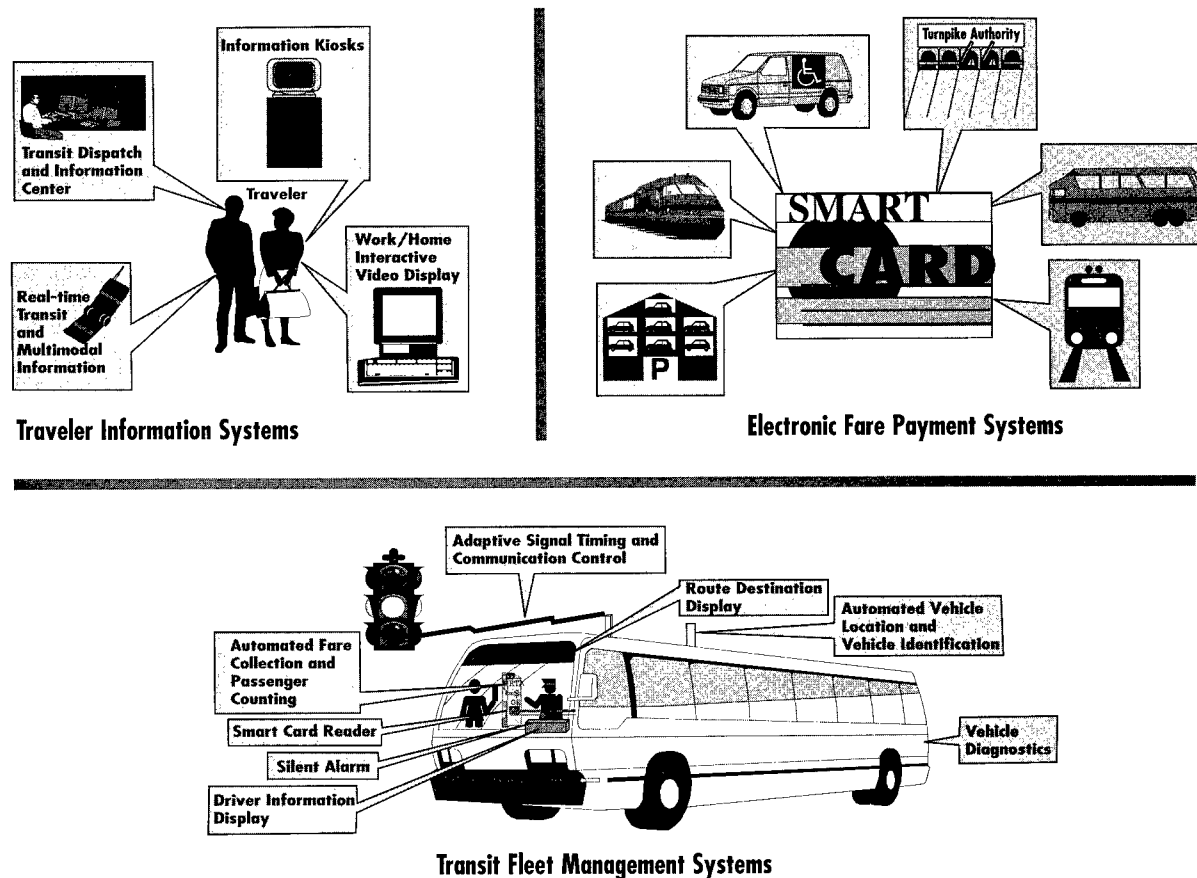 Information Kiosks
Transit Dispatch
and Information
Center
Traveler
Work/Home
Interactive
Video Display
Real-time
Transit
and
Multimodal
Information
Traveler Information Systems
Turnpike Authority
SMART
CARD
P
Electronic Fare Payment Systems
Adaptive Signal Timing and
Communication Control
Route Destination
Display
Automated Vehicle
Location and
Vehicle Identification
Automated Fare
Collection and
Passenger
Counting
Smart Card Reader
Silent Alarm
Driver Information
Display
Vehicle
Diagnostics
Transit Fleet Management Systems